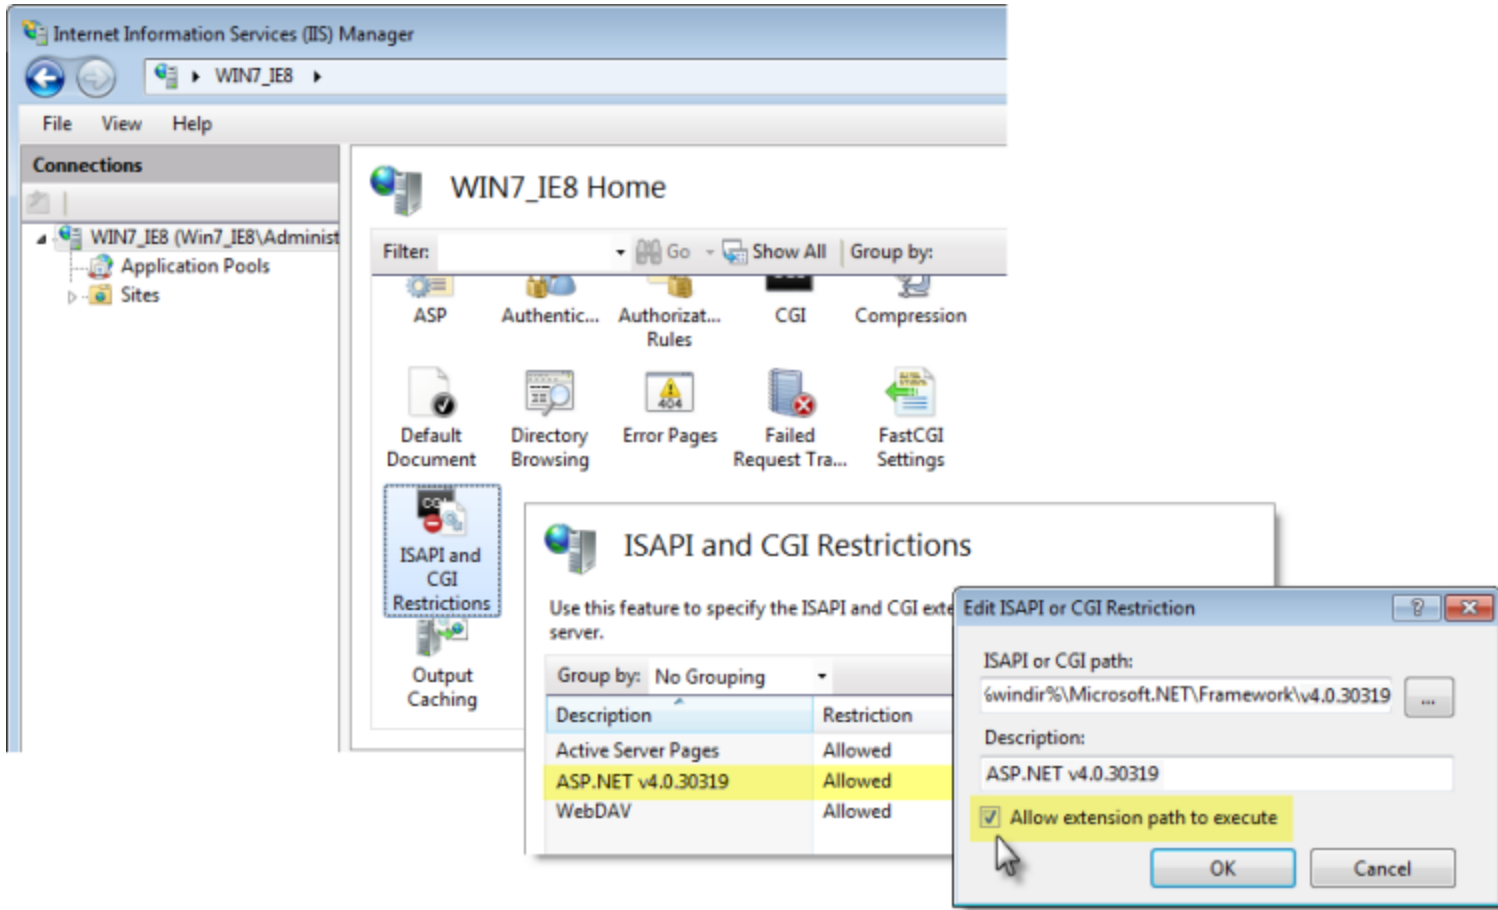 Internet Information Services (IIS) Manager
WIN7_IE8
File View Help
Connections
WIN7_IE8 (Win7_IE8\Administ
Application Pools
Sites
WIN7_IE8 Home
Filter: Go Show All Group by:
ASP Authentic... Authorizat... CGI Compression
Rules
404
Default Directory Error Pages Failed FastCGI
Document Browsing Request Tra... Settings
ISAPI and
CGI
Restrictions
Output
Caching
ISAPI and CGI Restrictions
Use this feature to specify the ISAPI and CGI exte
server.
Group by: No Grouping
Description Restriction
Active Server Pages Allowed
ASP.NET v4.0.30319 Allowed
WebDAV Allowed
Edit ISAPI or CGI Restriction
ISAPI or CGI path:
windir%\Microsoft.NET\Framework\v4.0.30319 ...
Description:
ASP.NET v4.0.30319
Allow extension path to execute
OK Cancel